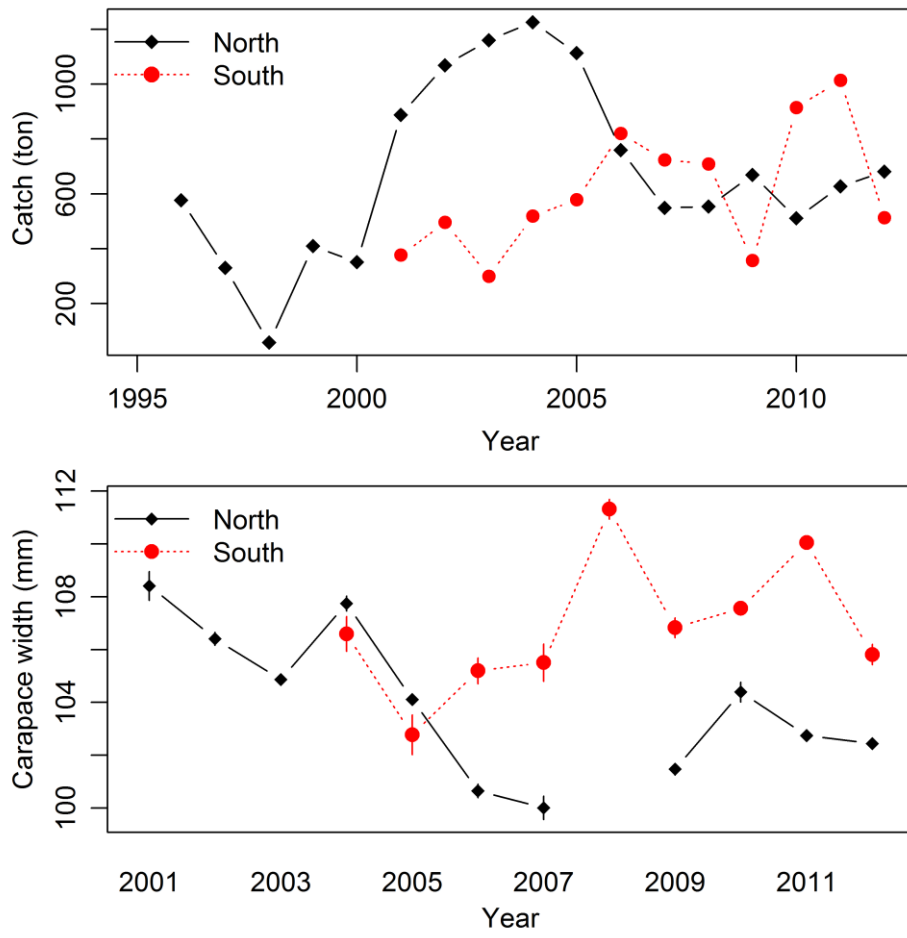 North
South
Catch (ton)
200
600
1000
1995
2000
2005
2010
Year
North
South
Carapace width (mm)
100
104
108
112
2001
2003
2005
2007
2009
2011
Year